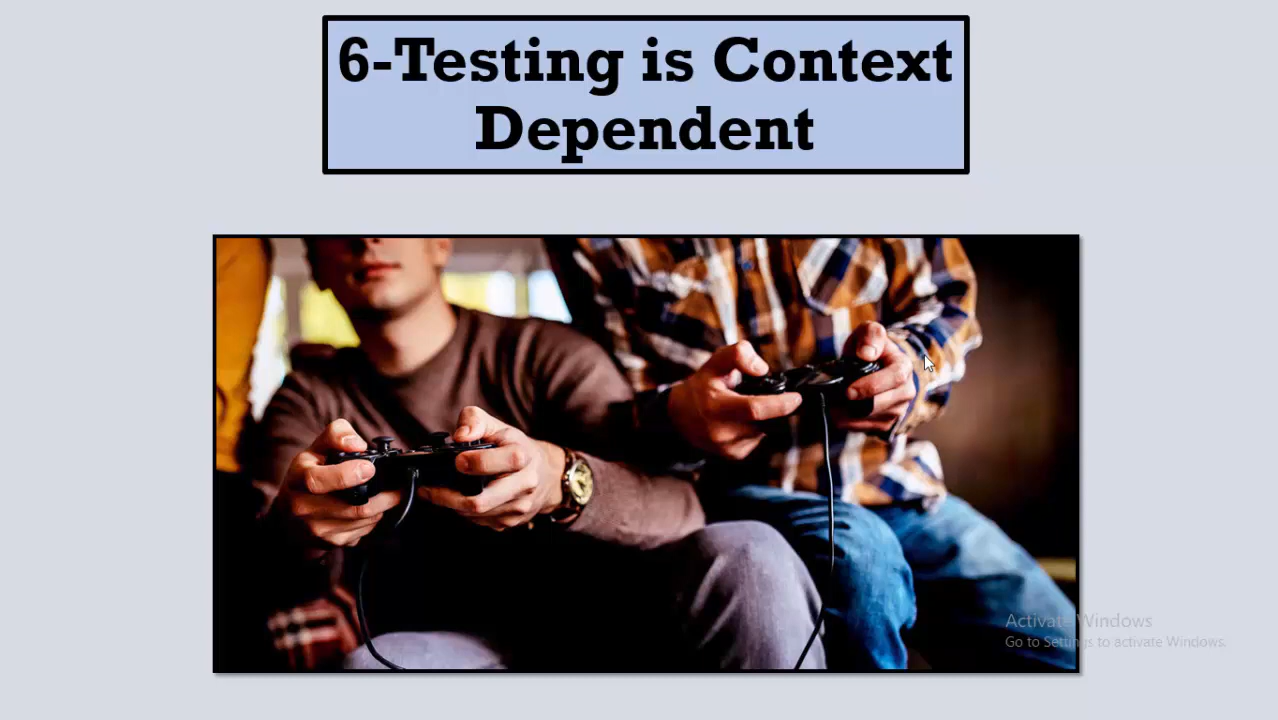 6-Testing is Context
Dependent
Activate Windows
Go to Settings to activate Windows.